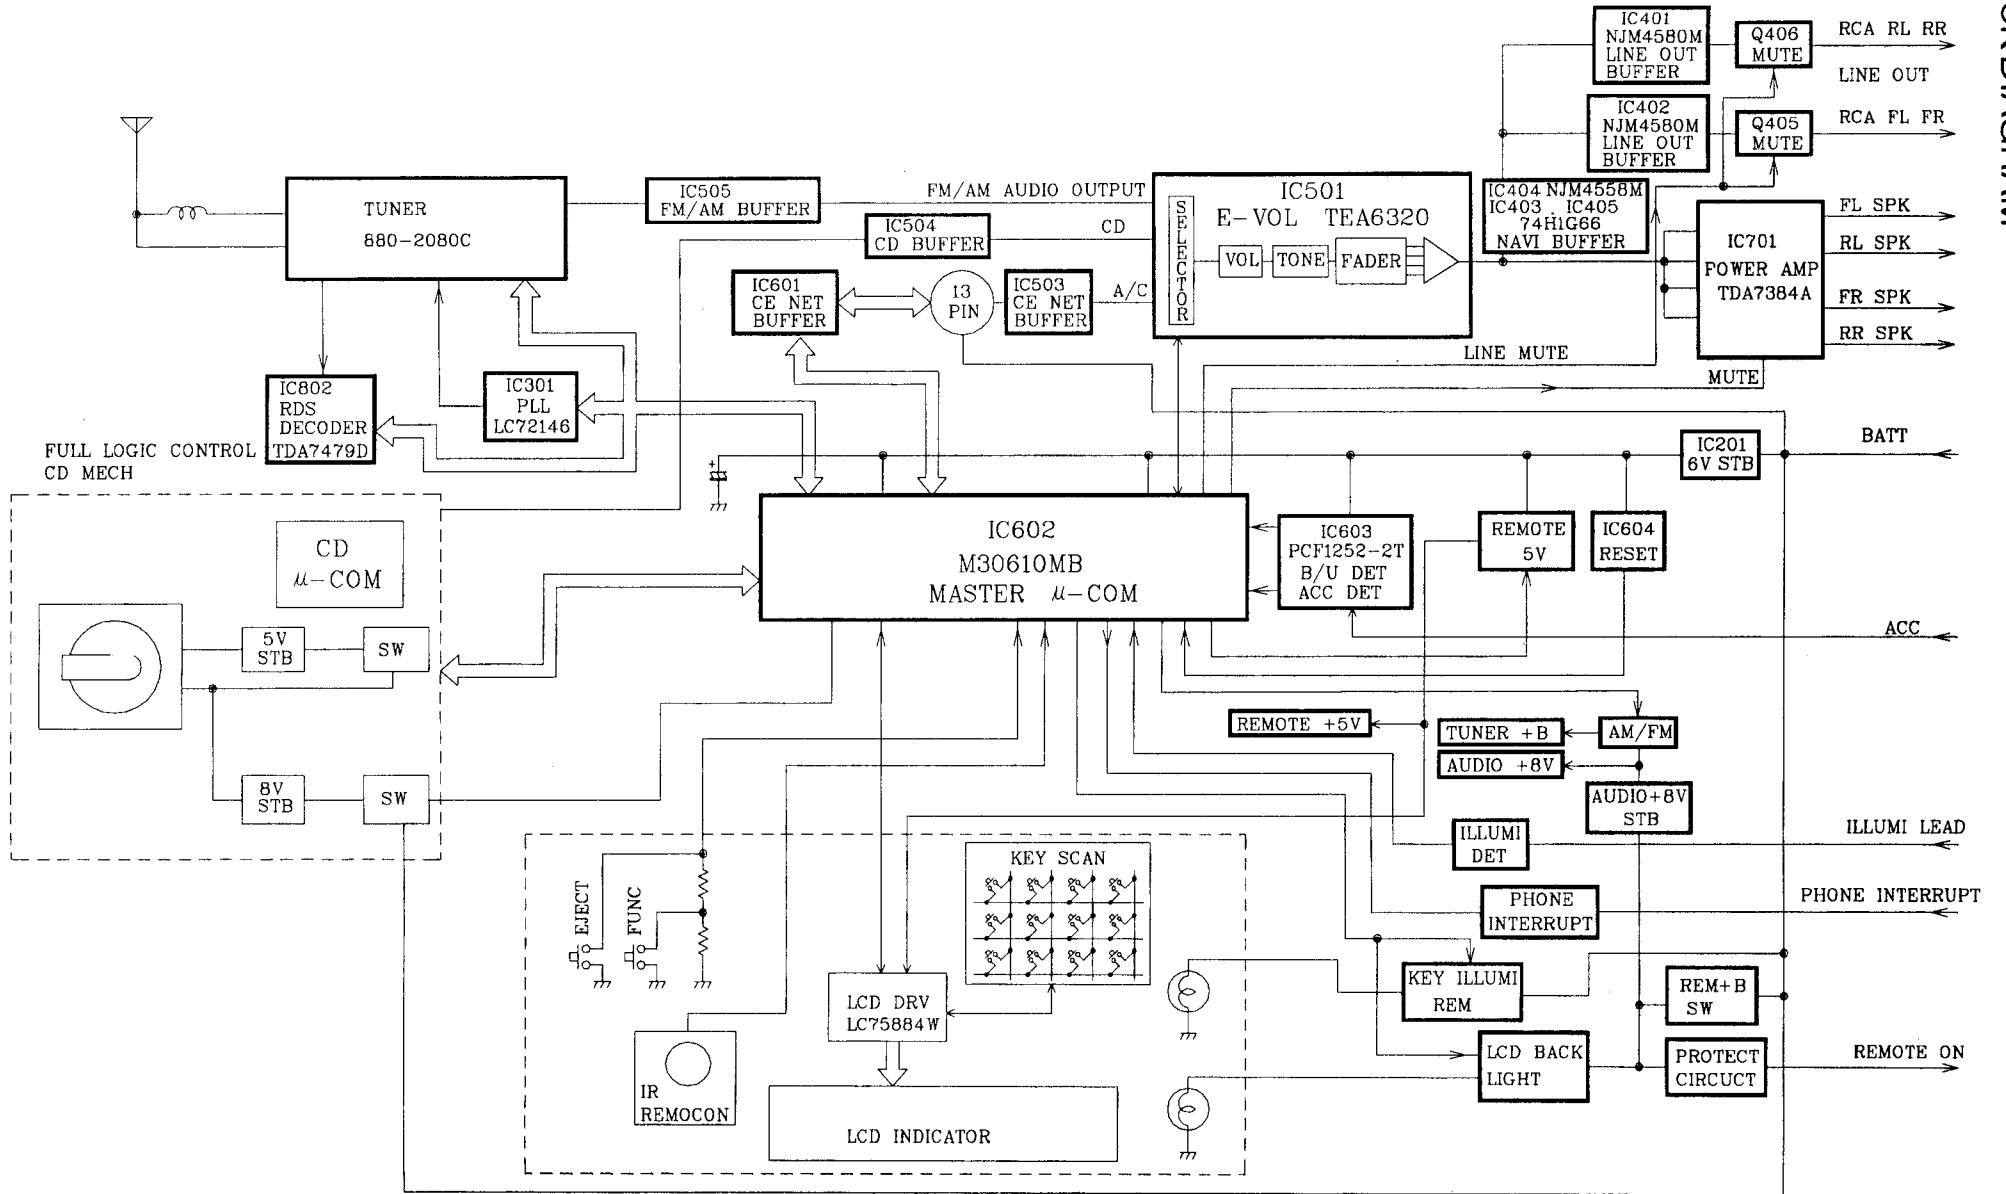 IC401
NJM4580M
LINE OUT
BUFFER
Q406
MUTE
RCA RL RR
LINE OUT
IC402
NJM4580M
LINE OUT
BUFFER
Q405
MUTE
RCA FL FR
TUNER
880-2080C
IC505
FM/AM BUFFER
FM/AM AUDIO OUTPUT
IC504
CD BUFFER
CD
IC501
E-VOL TEA6320
SELECTOR
VOL
TONE
FADER
IC404 NJM4558M
IC403 . IC405
74H1G66
NAVI BUFFER
IC701
POWER AMP
TDA7384A
FL SPK
RL SPK
FR SPK
RR SPK
IC601
CE NET
BUFFER
13
PIN
IC503
CE NET
BUFFER
A/C
LINE MUTE
MUTE
IC802
RDS
DECODER
TDA7479D
IC301
PLL
LC72146
FULL LOGIC CONTROL
CD MECH
+
IC201
6V STB
BATT
CD
μ-COM
5V
STB
SW
8V
STB
SW
IC602
M30610MB
MASTER μ-COM
IC603
PCF1252-2T
B/U DET
ACC DET
REMOTE
5V
IC604
RESET
ACC
REMOTE +5V
TUNER +B
AM/FM
AUDIO +8V
AUDIO+8V
STB
ILLUMI
DET
ILLUMI LEAD
PHONE
INTERRUPT
PHONE INTERRUPT
EJECT
FUNC
KEY SCAN
LCD DRV
LC75884W
KEY ILLUMI
REM
REM+B
SW
LCD BACK
LIGHT
PROTECT
CIRCUCT
REMOTE ON
IR
REMOCON
LCD INDICATOR